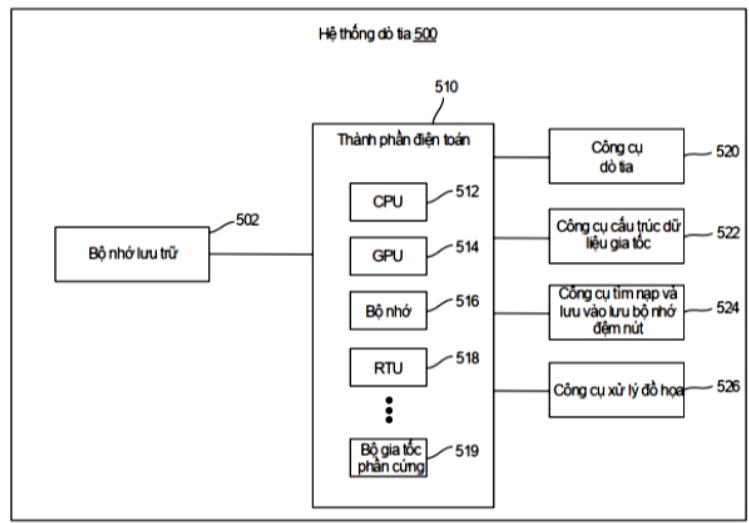 Hệ thống dò tia 500
510
Thành phần điện toán
CPU
512
GPU
514
Bộ nhớ
516
RTU
518
Bộ gia tốc
phần cứng
519
502
Bộ nhớ lưu trữ
Công cụ
dò tia
520
Công cụ cấu trúc dữ
liệu gia tốc
522
Công cụ tìm nạp và
lưu vào lưu bộ nhớ
đệm nút
524
Công cụ xử lý đồ họa
526